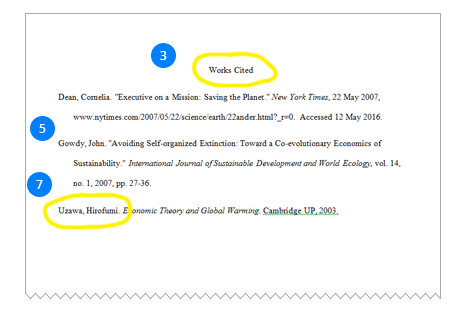 3
Works Cited
Dean, Cornelia. "Executive on a Mission: Saving the Planet." New York Times, 22 May 2007,
www.nytimes.com/2007/05/22/science/earth/22ander.html?_r=0. Accessed 12 May 2016.
5
Gowdy, John. "Avoiding Self-organized Extinction: Toward a Co-evolutionary Economics of
Sustainability." International Journal of Sustainable Development and World Ecology, vol. 14,
7
no. 1, 2007, pp. 27-36.
Uzawa, Hirofumi. Economic Theory and Global Warming. Cambridge UP, 2003.